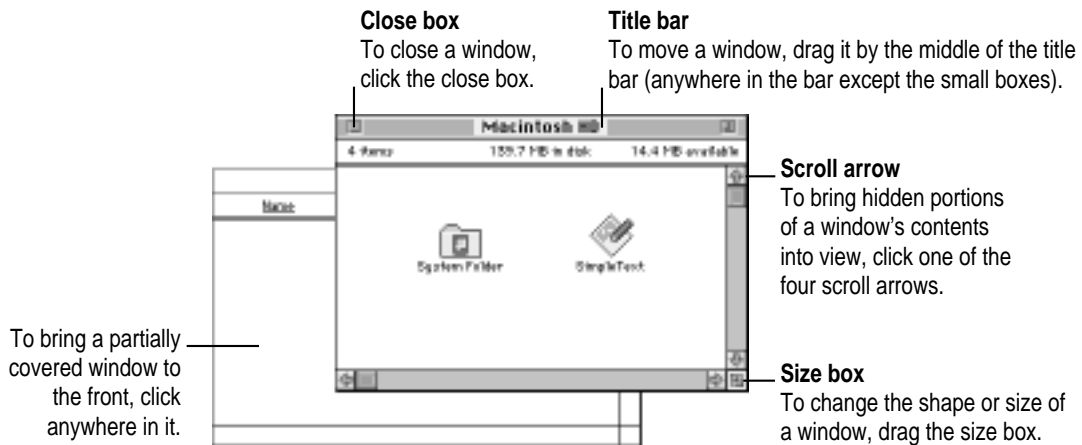 Close box
To close a window,
click the close box.
Title bar
To move a window, drag it by the middle of the title
bar (anywhere in the bar except the small boxes).
Macintosh HD
4 items 139.7 MB in disk 14.4 MB available
Name
System Folder
SimpleText
Scroll arrow
To bring hidden portions
of a window’s contents
into view, click one of the
four scroll arrows.
To bring a partially
covered window to
the front, click
anywhere in it.
Size box
To change the shape or size of
a window, drag the size box.